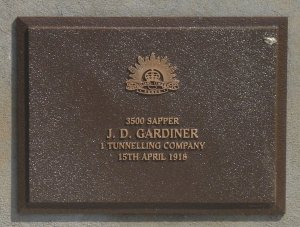 3500 SAPPER
J. D. GARDINER
1 TUNNELLING COMPANY
15TH APRIL 1918